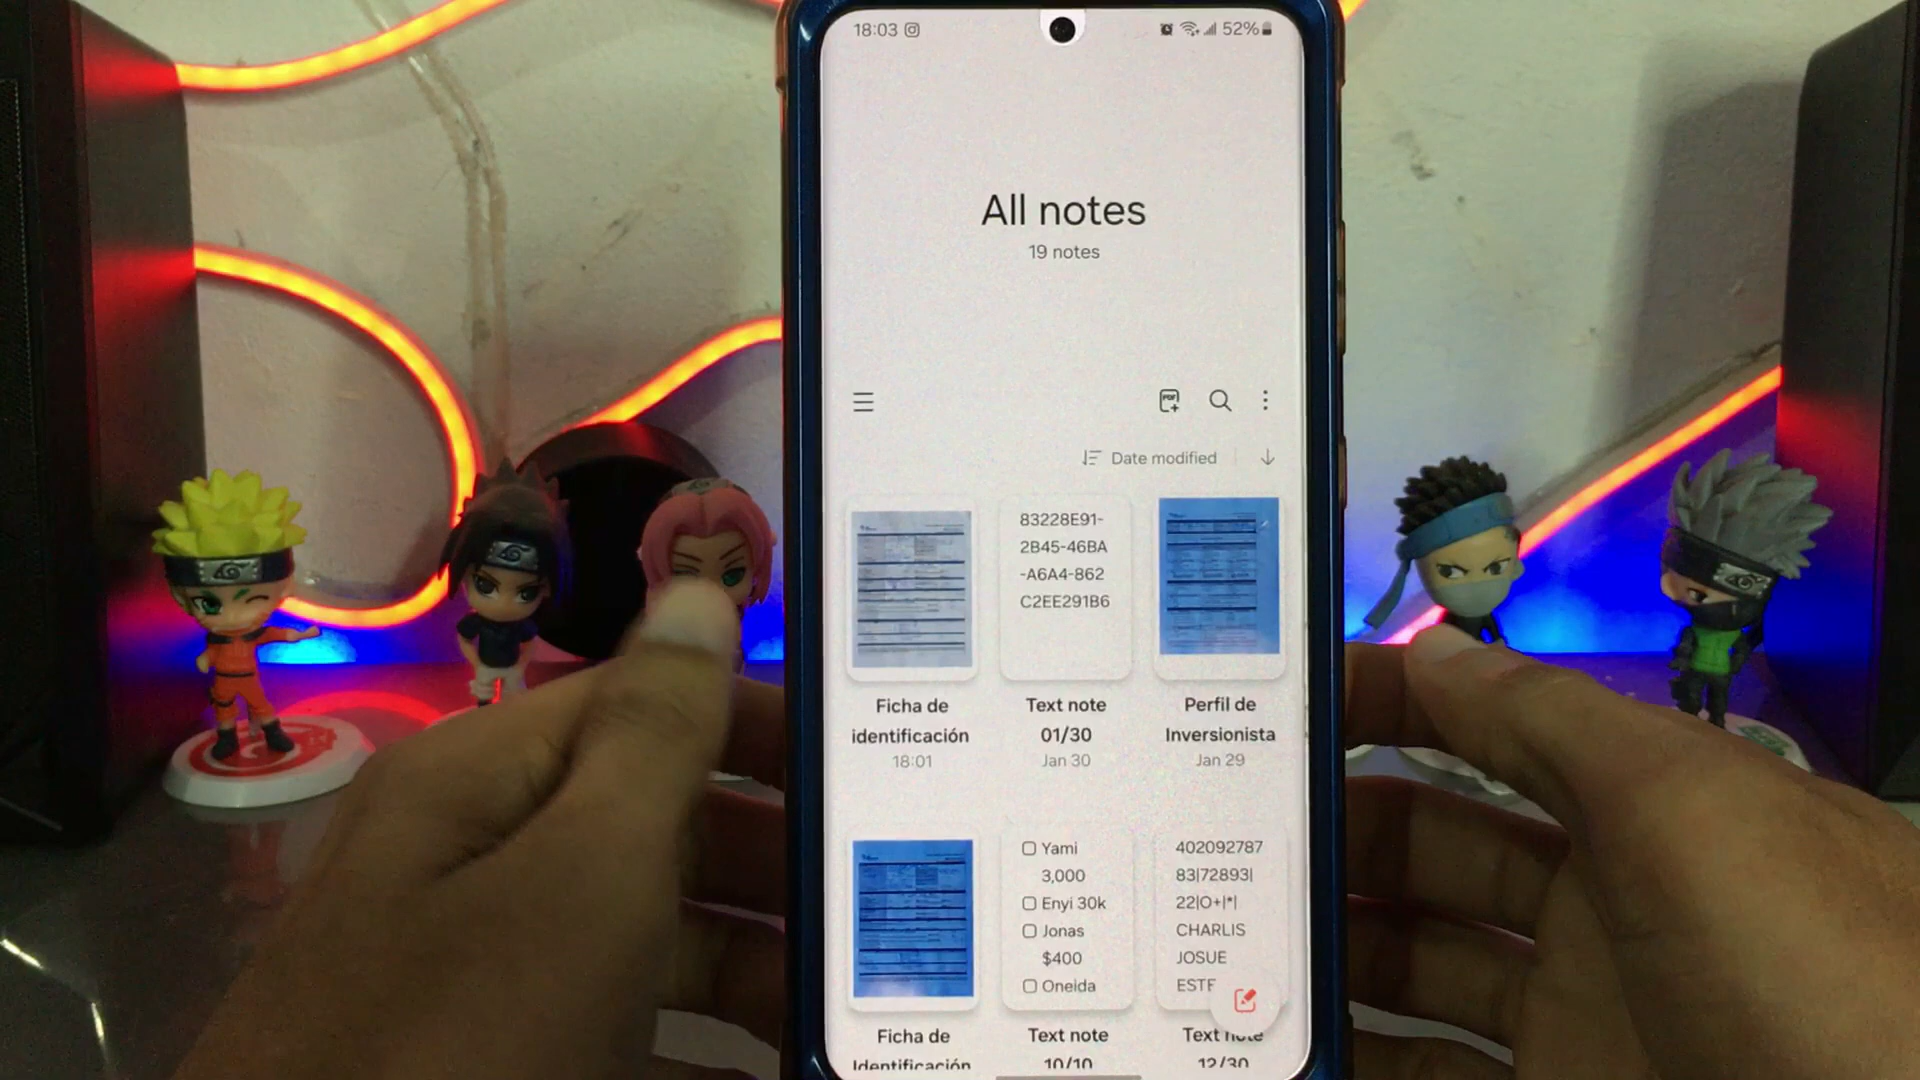 18:03
52%
All notes
19 notes
PDF
Date modified
83228E91-
2B45-46BA
-A6A4-862
C2EE291B6
Ficha de
identificación
18:01
Text note
01/30
Jan 30
Perfil de
Inversionista
Jan 29
Yami
3,000
Enyi 30k
Jonas
$400
Oneida
402092787
83|72893|
22|O+|*|
CHARLIS
JOSUE
ESTE
Ficha de
Identificación
Text note
10/10
Text note
12/30